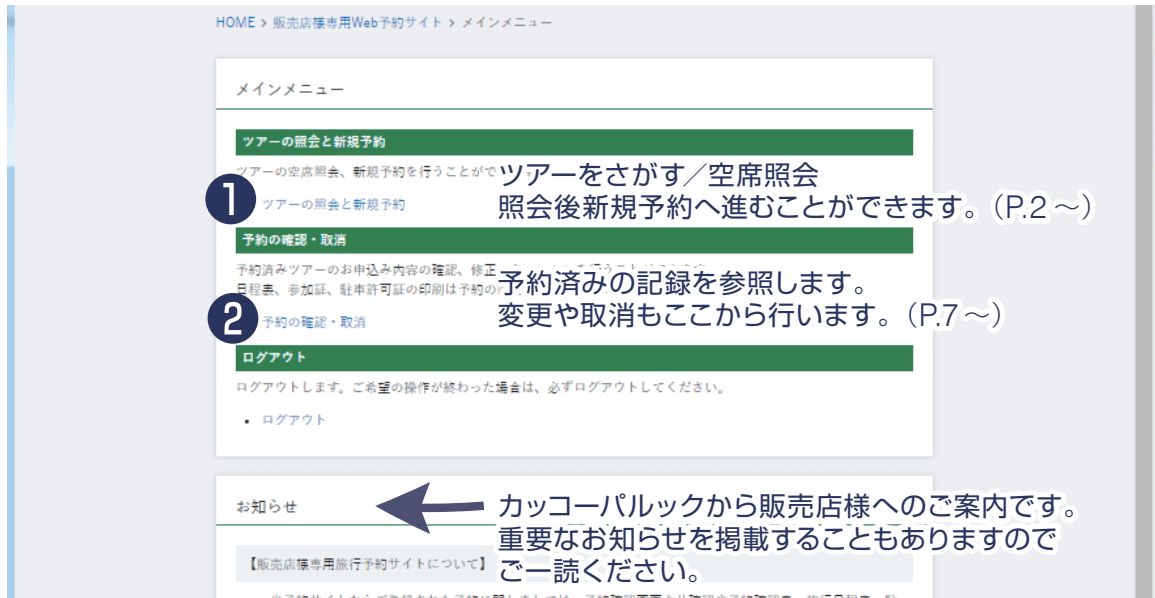 HOME > 販売店様専用Web予約サイト > メインメニュー
メインメニュー
ツアーの照会と新規予約
ツアーの空席照会、新規予約を行うことがで
ツアーをさがす／空席照会
1 ツアーの照会と新規予約
照会後新規予約へ進むことができます。（P.2～）
予約の確認・取消
予約済みツアーのお申込み内容の確認、修正
予約済みの記録を参照します。
日程表、参加証、駐車許可証の印刷は予約の
2 予約の確認・取消
変更や取消もここから行います。（P.7～）
ログアウト
ログアウトします。ご希望の操作が終わった場合は、必ずログアウトしてください。
• ログアウト
お知らせ
カッコーパルックから販売店様へのご案内です。
重要なお知らせを掲載することもありますので
【販売店様専用旅行予約サイトについて】
ご一読ください。